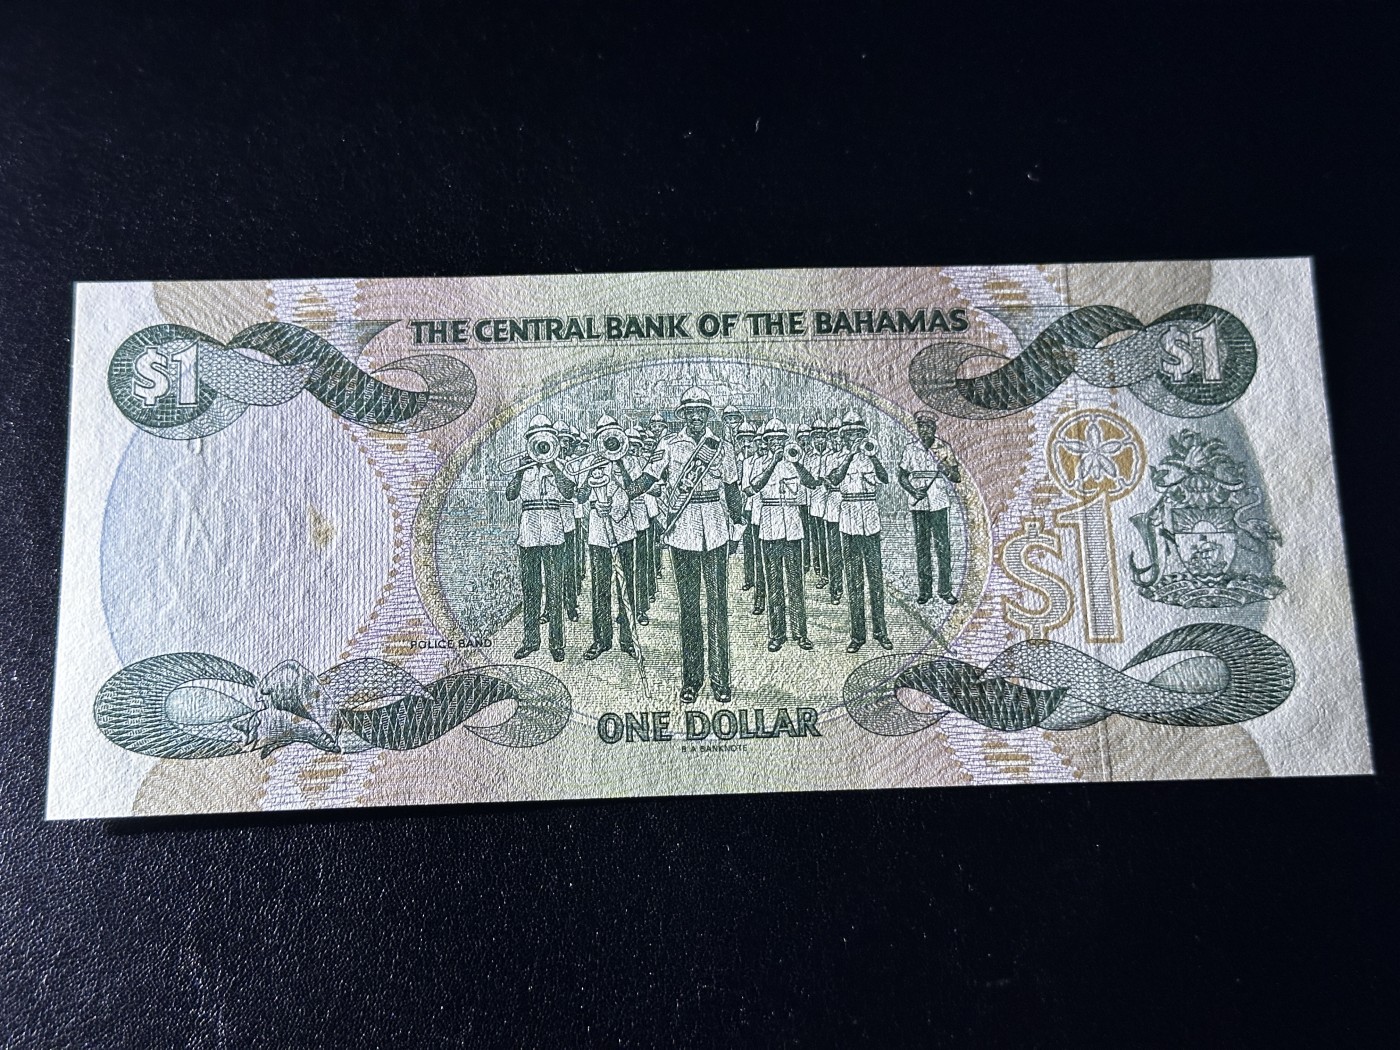 THE CENTRAL BANK OF THE BAHAMAS
$1
$1
$1
POLICE BAND
ONE DOLLAR
B A BANKNOTE